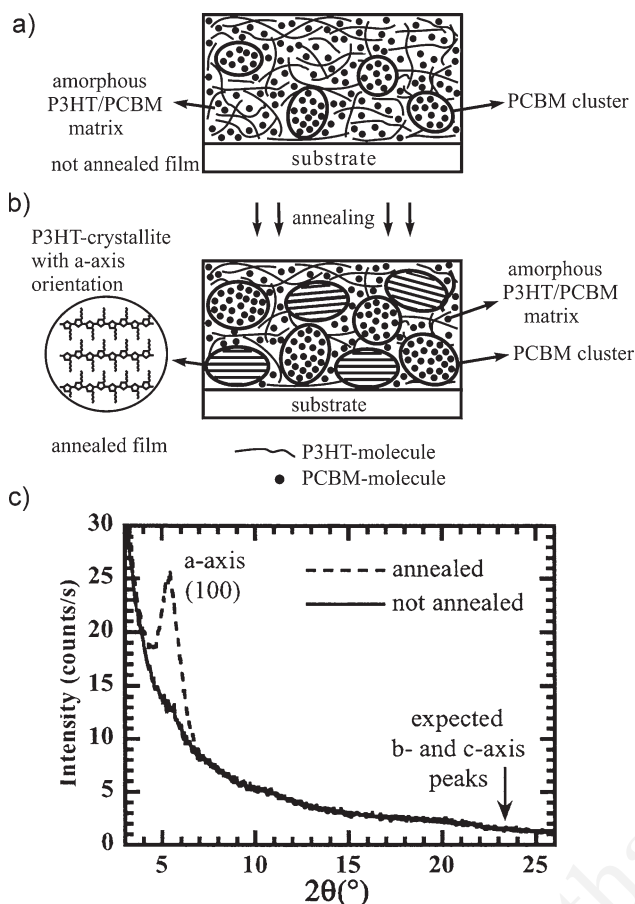 a)
amorphous
P3HT/PCBM
matrix
PCBM cluster
not annealed film
substrate
b)
annealing
P3HT-crystallite
with a-axis
orientation
amorphous
P3HT/PCBM
matrix
PCBM cluster
substrate
annealed film
P3HT-molecule
PCBM-molecule
c)
30
25
20
15
10
5
0
Intensity (counts/s)
a-axis
(100)
annealed
not annealed
expected
b- and c-axis
peaks
5
10
15
20
25
2θ(°)